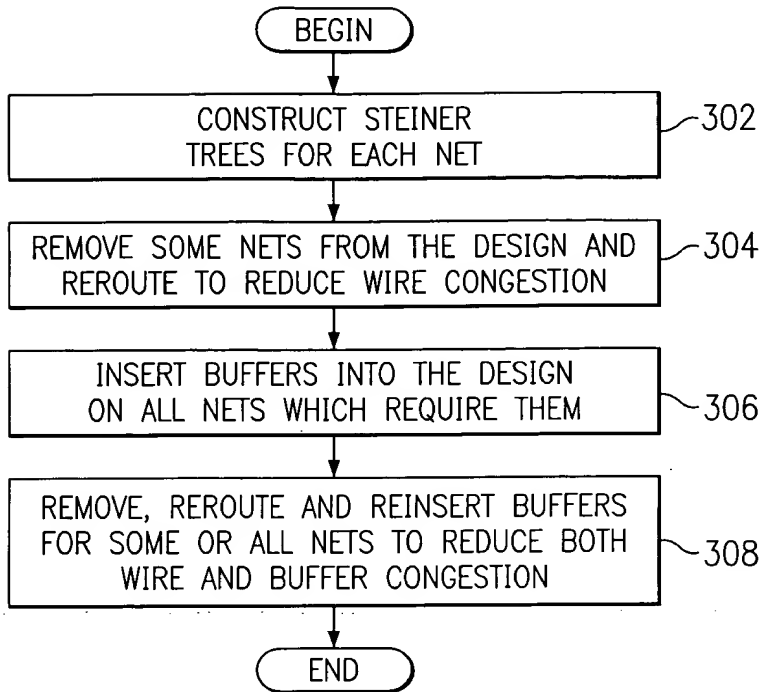 BEGIN
CONSTRUCT STEINER
TREES FOR EACH NET
302
REMOVE SOME NETS FROM THE DESIGN AND
REROUTE TO REDUCE WIRE CONGESTION
304
INSERT BUFFERS INTO THE DESIGN
ON ALL NETS WHICH REQUIRE THEM
306
REMOVE, REROUTE AND REINSERT BUFFERS
FOR SOME OR ALL NETS TO REDUCE BOTH
WIRE AND BUFFER CONGESTION
308
END